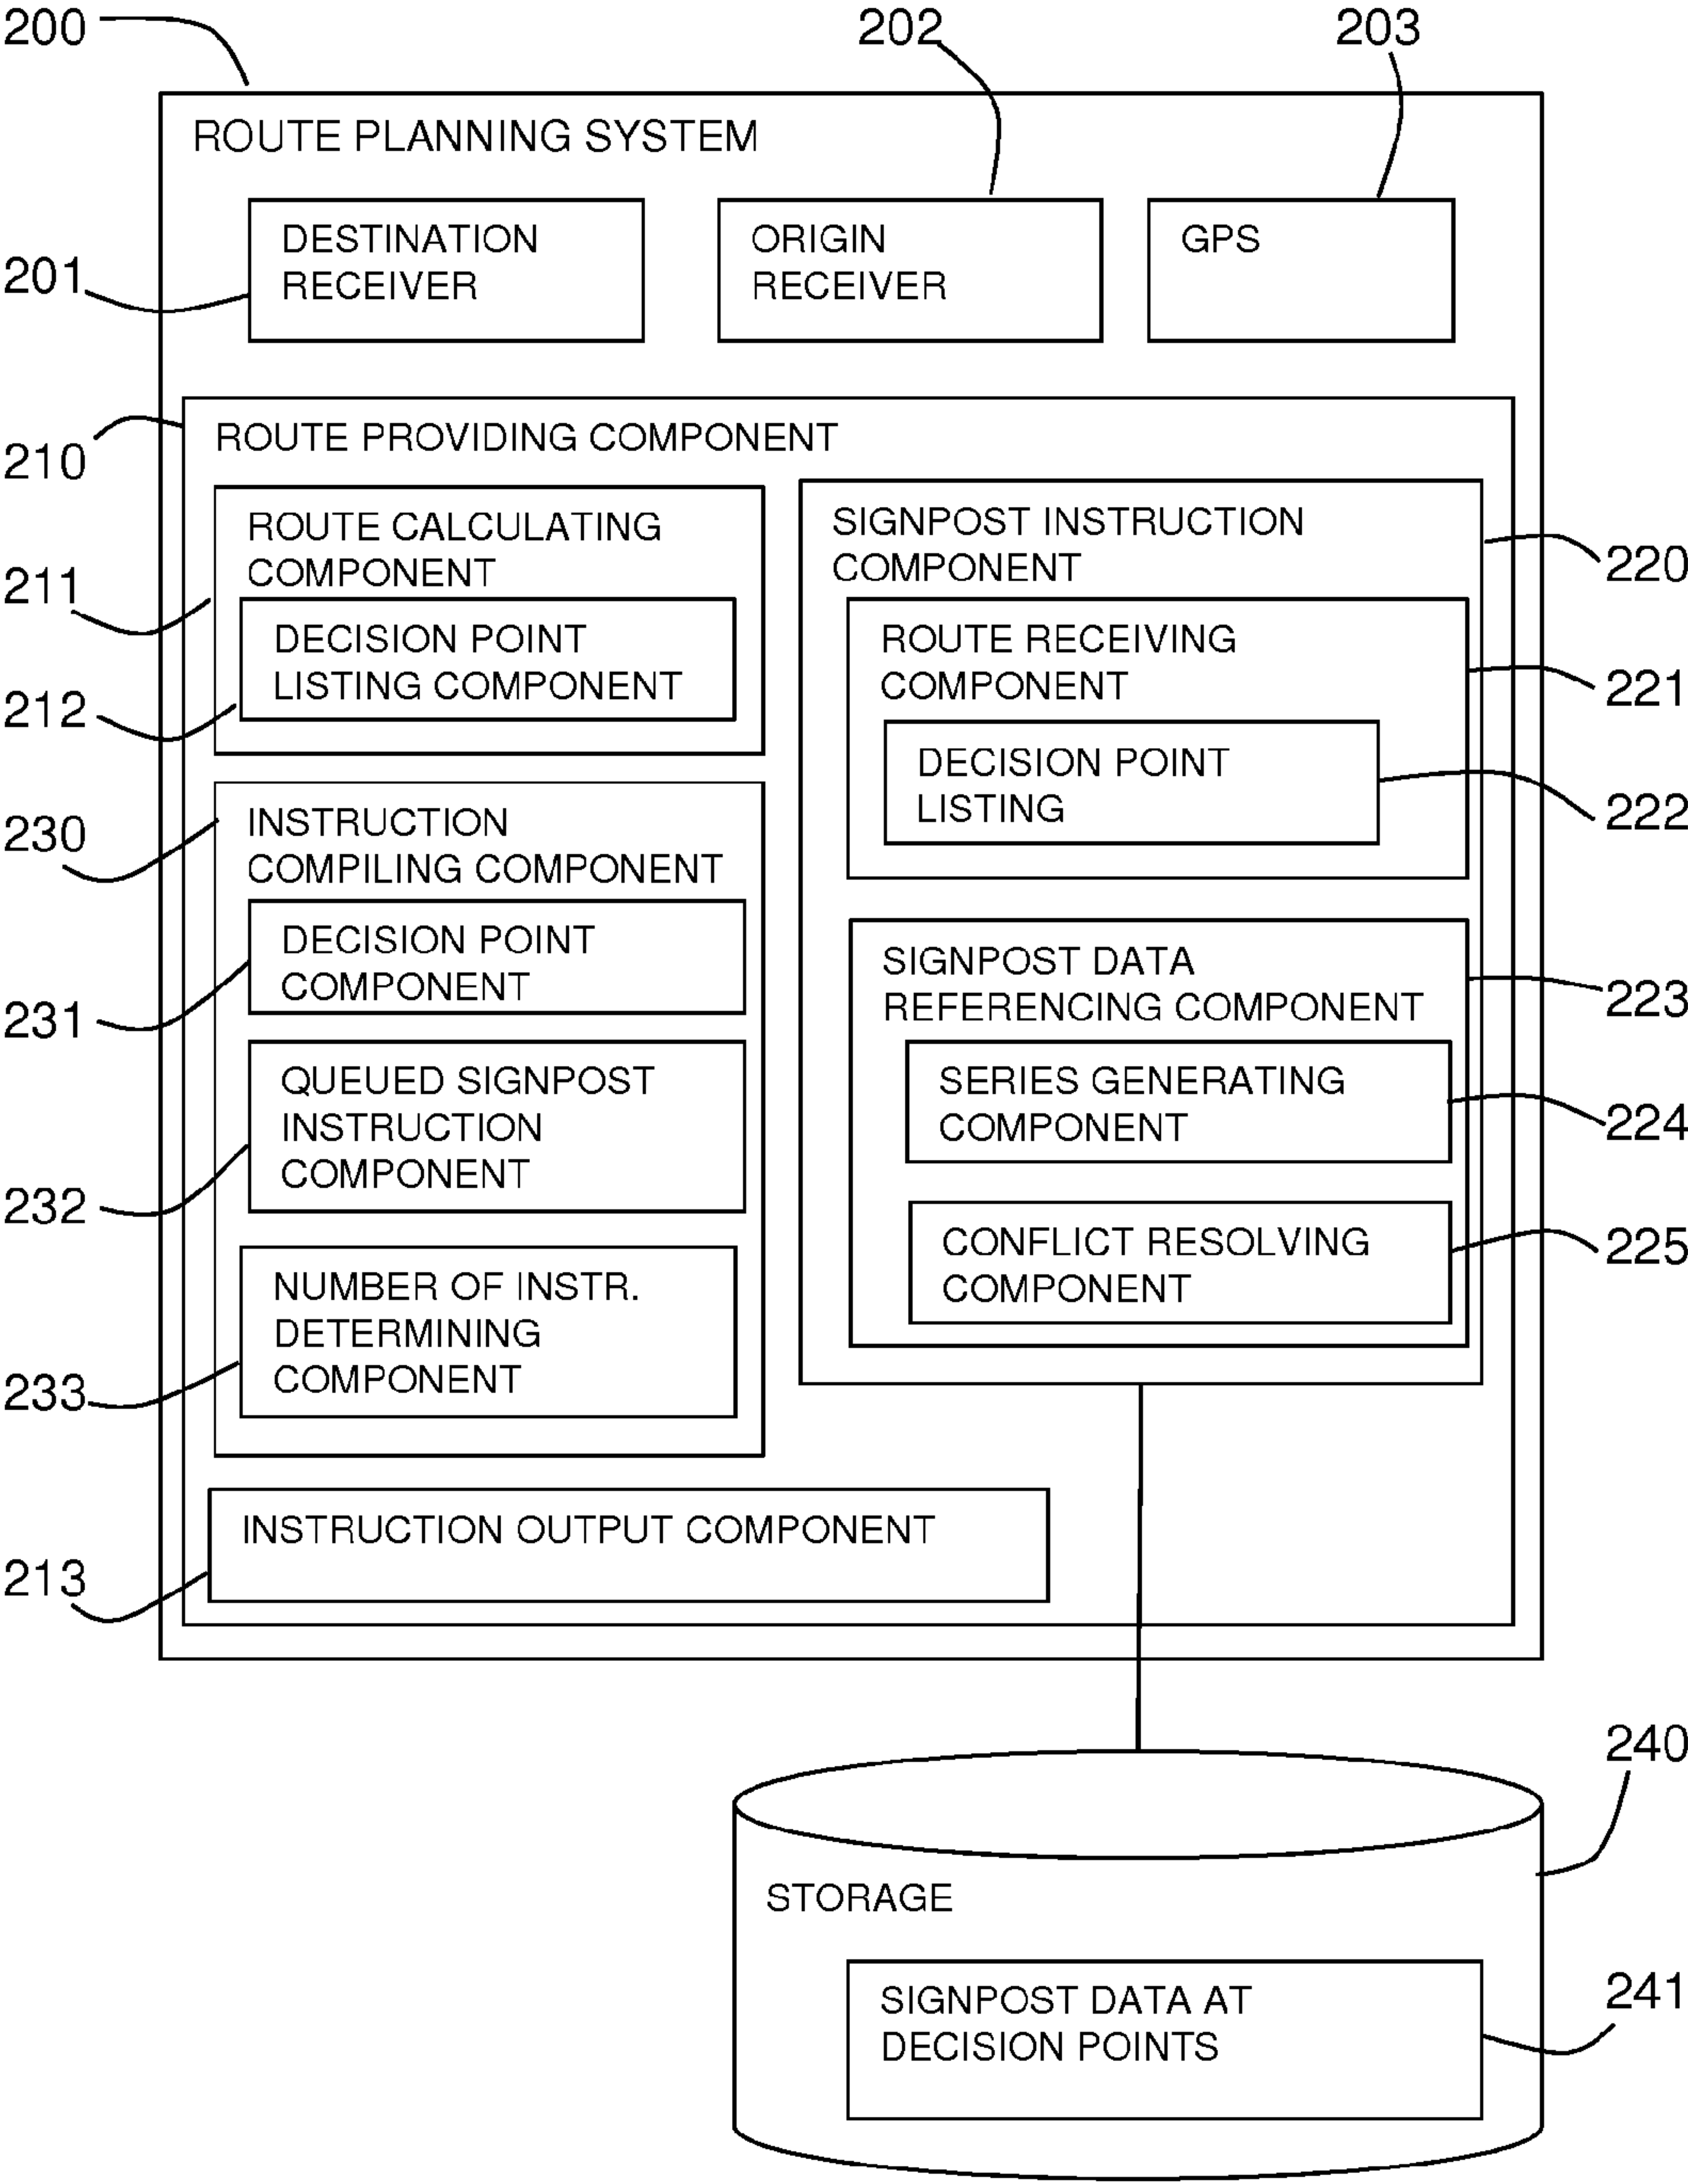 200
202
203
ROUTE PLANNING SYSTEM
DESTINATION
RECEIVER
ORIGIN
RECEIVER
GPS
201
210
ROUTE PROVIDING COMPONENT
ROUTE CALCULATING
COMPONENT
211
DECISION POINT
LISTING COMPONENT
212
SIGNPOST INSTRUCTION
COMPONENT
220
ROUTE RECEIVING
COMPONENT
221
DECISION POINT
LISTING
222
230
INSTRUCTION
COMPILING COMPONENT
DECISION POINT
COMPONENT
231
QUEUED SIGNPOST
INSTRUCTION
COMPONENT
232
NUMBER OF INSTR.
DETERMINING
COMPONENT
233
SIGNPOST DATA
REFERENCING COMPONENT
223
SERIES GENERATING
COMPONENT
224
CONFLICT RESOLVING
COMPONENT
225
INSTRUCTION OUTPUT COMPONENT
213
240
STORAGE
SIGNPOST DATA AT
DECISION POINTS
241